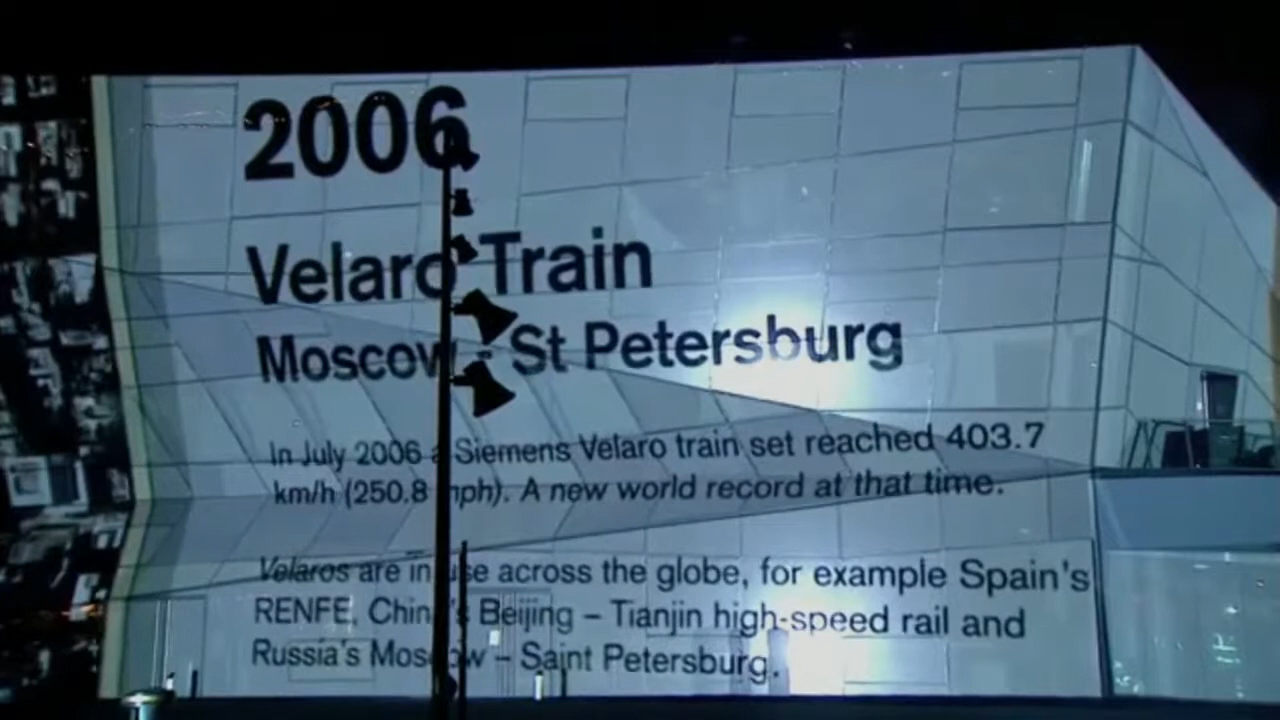 2006
Velaro Train
Moscow - St Petersburg
In July 2006 a Siemens Velaro train set reached 403.7
km/h (250.8 mph). A new world record at that time.
Velaros are in use across the globe, for example Spain's
RENFE, China's Beijing – Tianjin high-speed rail and
Russia's Moscow – Saint Petersburg.